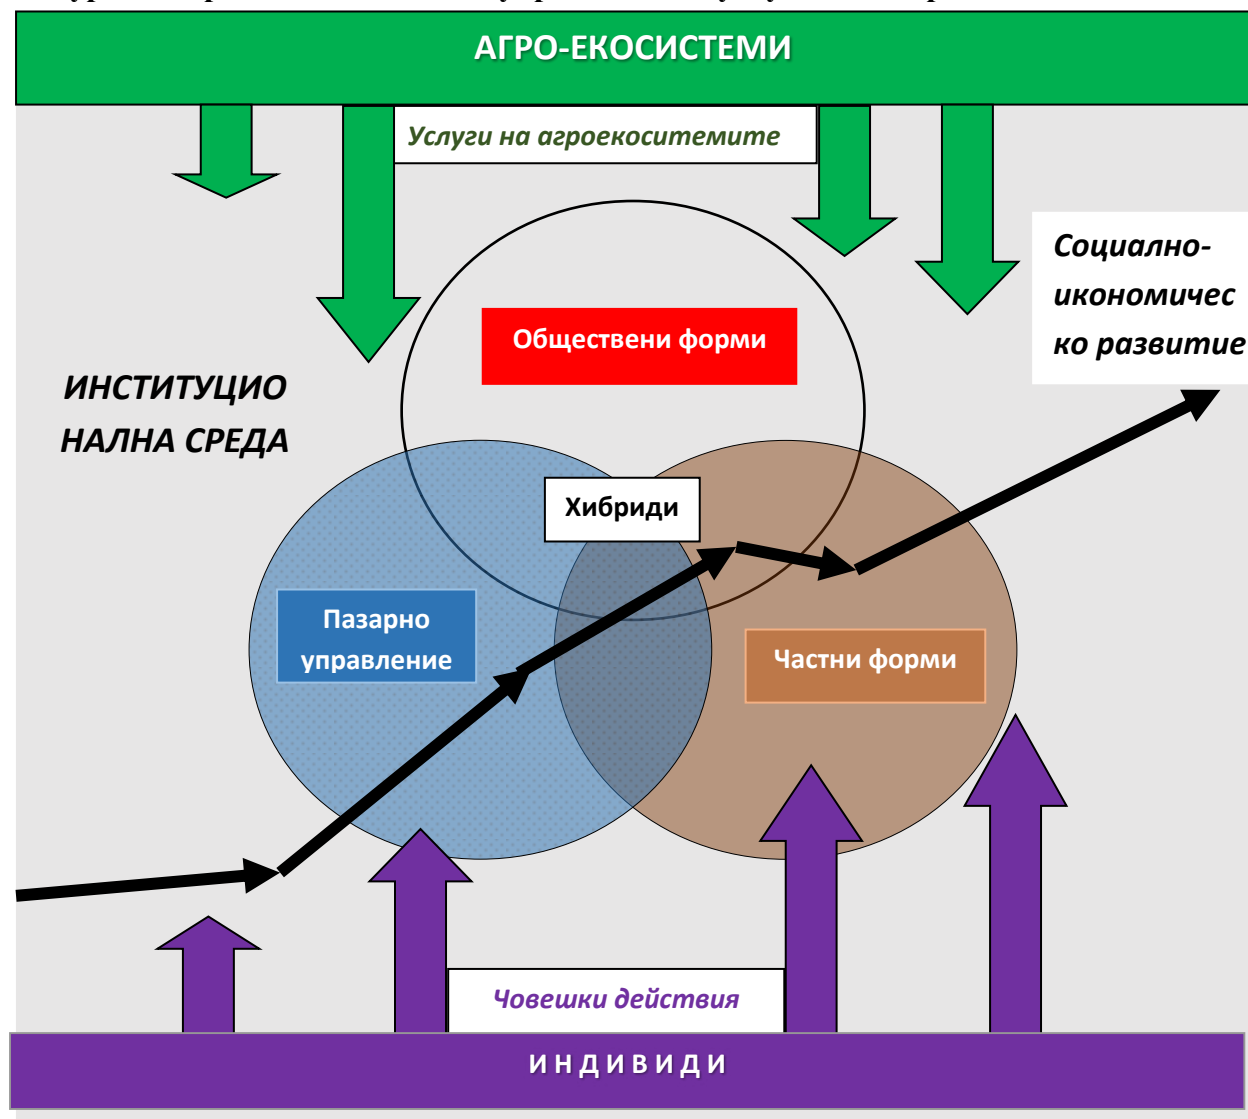 АГРО-ЕКОСИСТЕМИ
Услуги на агроекоситемите
Социално-
икономичес
ко развитие
Обществени форми
ИНСТИТУЦИО
НАЛНА СРЕДА
Хибриди
Пазарно
управление
Частни форми
Човешки действия
И Н Д И В И Д И